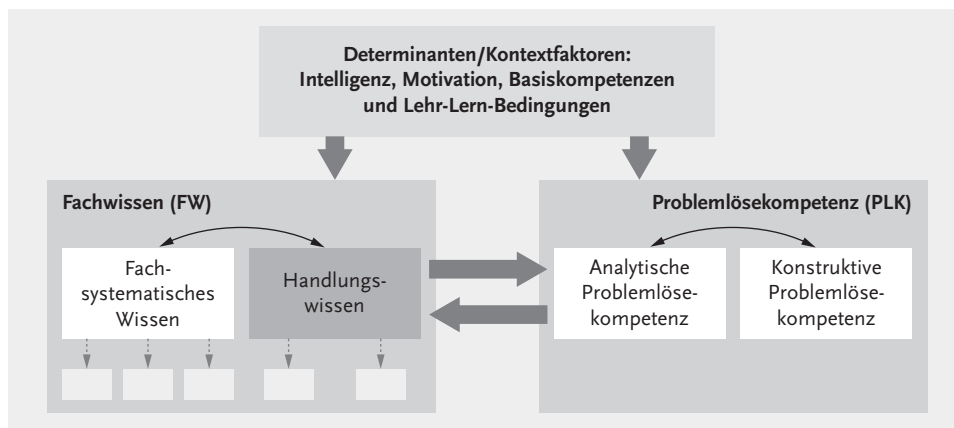 Determinanten/Kontextfaktoren:
Intelligenz, Motivation, Basiskompetenzen
und Lehr-Lern-Bedingungen
Fachwissen (FW)
Fach-
systematisches
Wissen
Handlungs-
wissen
Problemlösekompetenz (PLK)
Analytische
Problemlöse-
kompetenz
Konstruktive
Problemlöse-
kompetenz